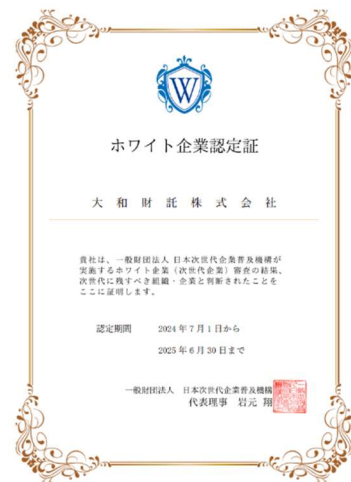 W
ホワイト企業認定証
大和財託株式会社
貴社は、一般財団法人 日本次世代企業普及機構が
実施するホワイト企業（次世代企業）審査の結果、
次世代に残すべき組織・企業と判断されたことを
ここに証明します。
認定期間 2024年7月1日から
2025年6月30日まで
一般財団法人 日本次世代企業普及機構
代表理事 岩元 翔